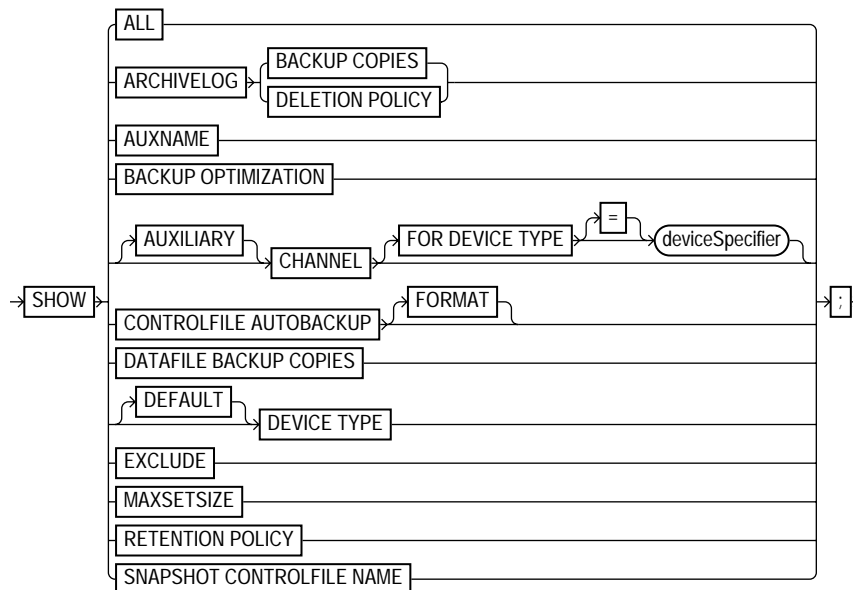 ALL
BACKUP COPIES
ARCHIVELOG
DELETION POLICY
AUXNAME
BACKUP OPTIMIZATION
=
AUXILIARY
FOR DEVICE TYPE
deviceSpecifier
CHANNEL
SHOW
FORMAT
;
CONTROLFILE AUTOBACKUP
DATAFILE BACKUP COPIES
DEFAULT
DEVICE TYPE
EXCLUDE
MAXSETSIZE
RETENTION POLICY
SNAPSHOT CONTROLFILE NAME